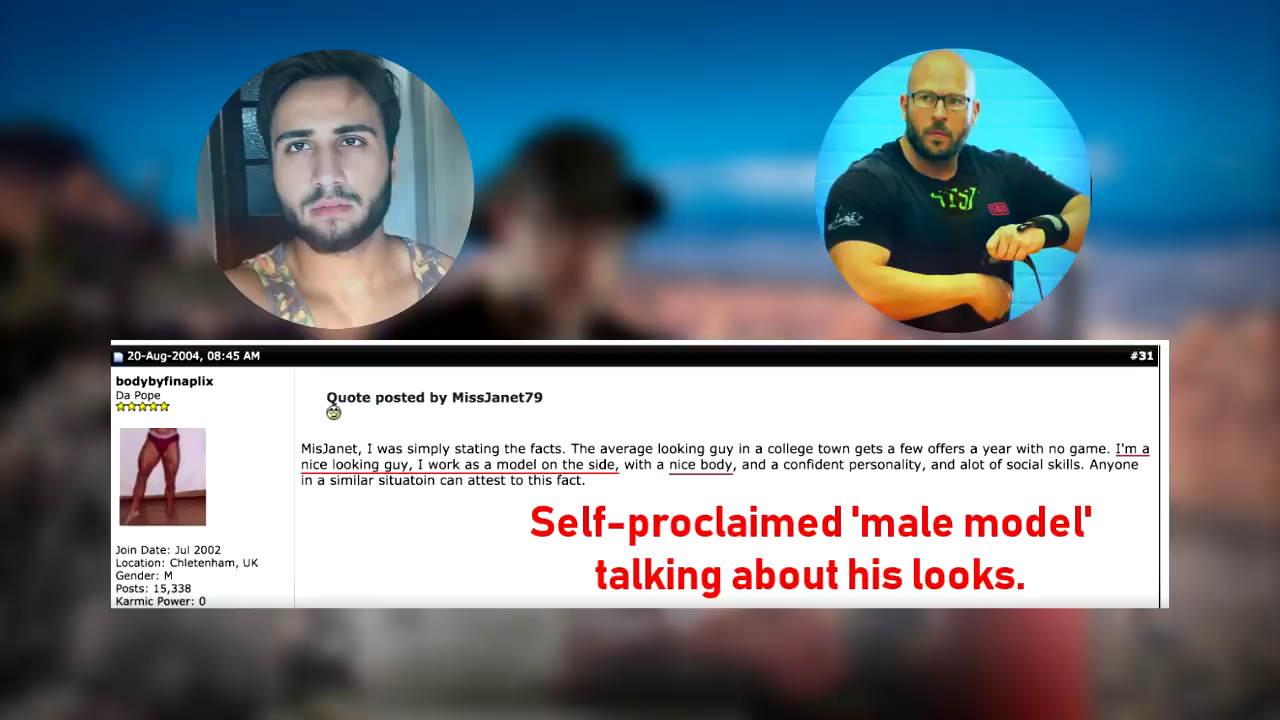 20-Aug-2004, 08:45 AM
#31
bodybyfinaplix
Da Pope
Quote posted by MissJanet79
MisJanet, I was simply stating the facts. The average looking guy in a college town gets a few offers a year with no game. I'm a
nice looking guy, I work as a model on the side, with a nice body, and a confident personality, and alot of social skills. Anyone
in a similar situatoin can attest to this fact.
Self-proclaimed 'male model'
talking about his looks.
Join Date: Jul 2002
Location: Chletenham, UK
Gender: M
Posts: 15,338
Karmic Power: 0